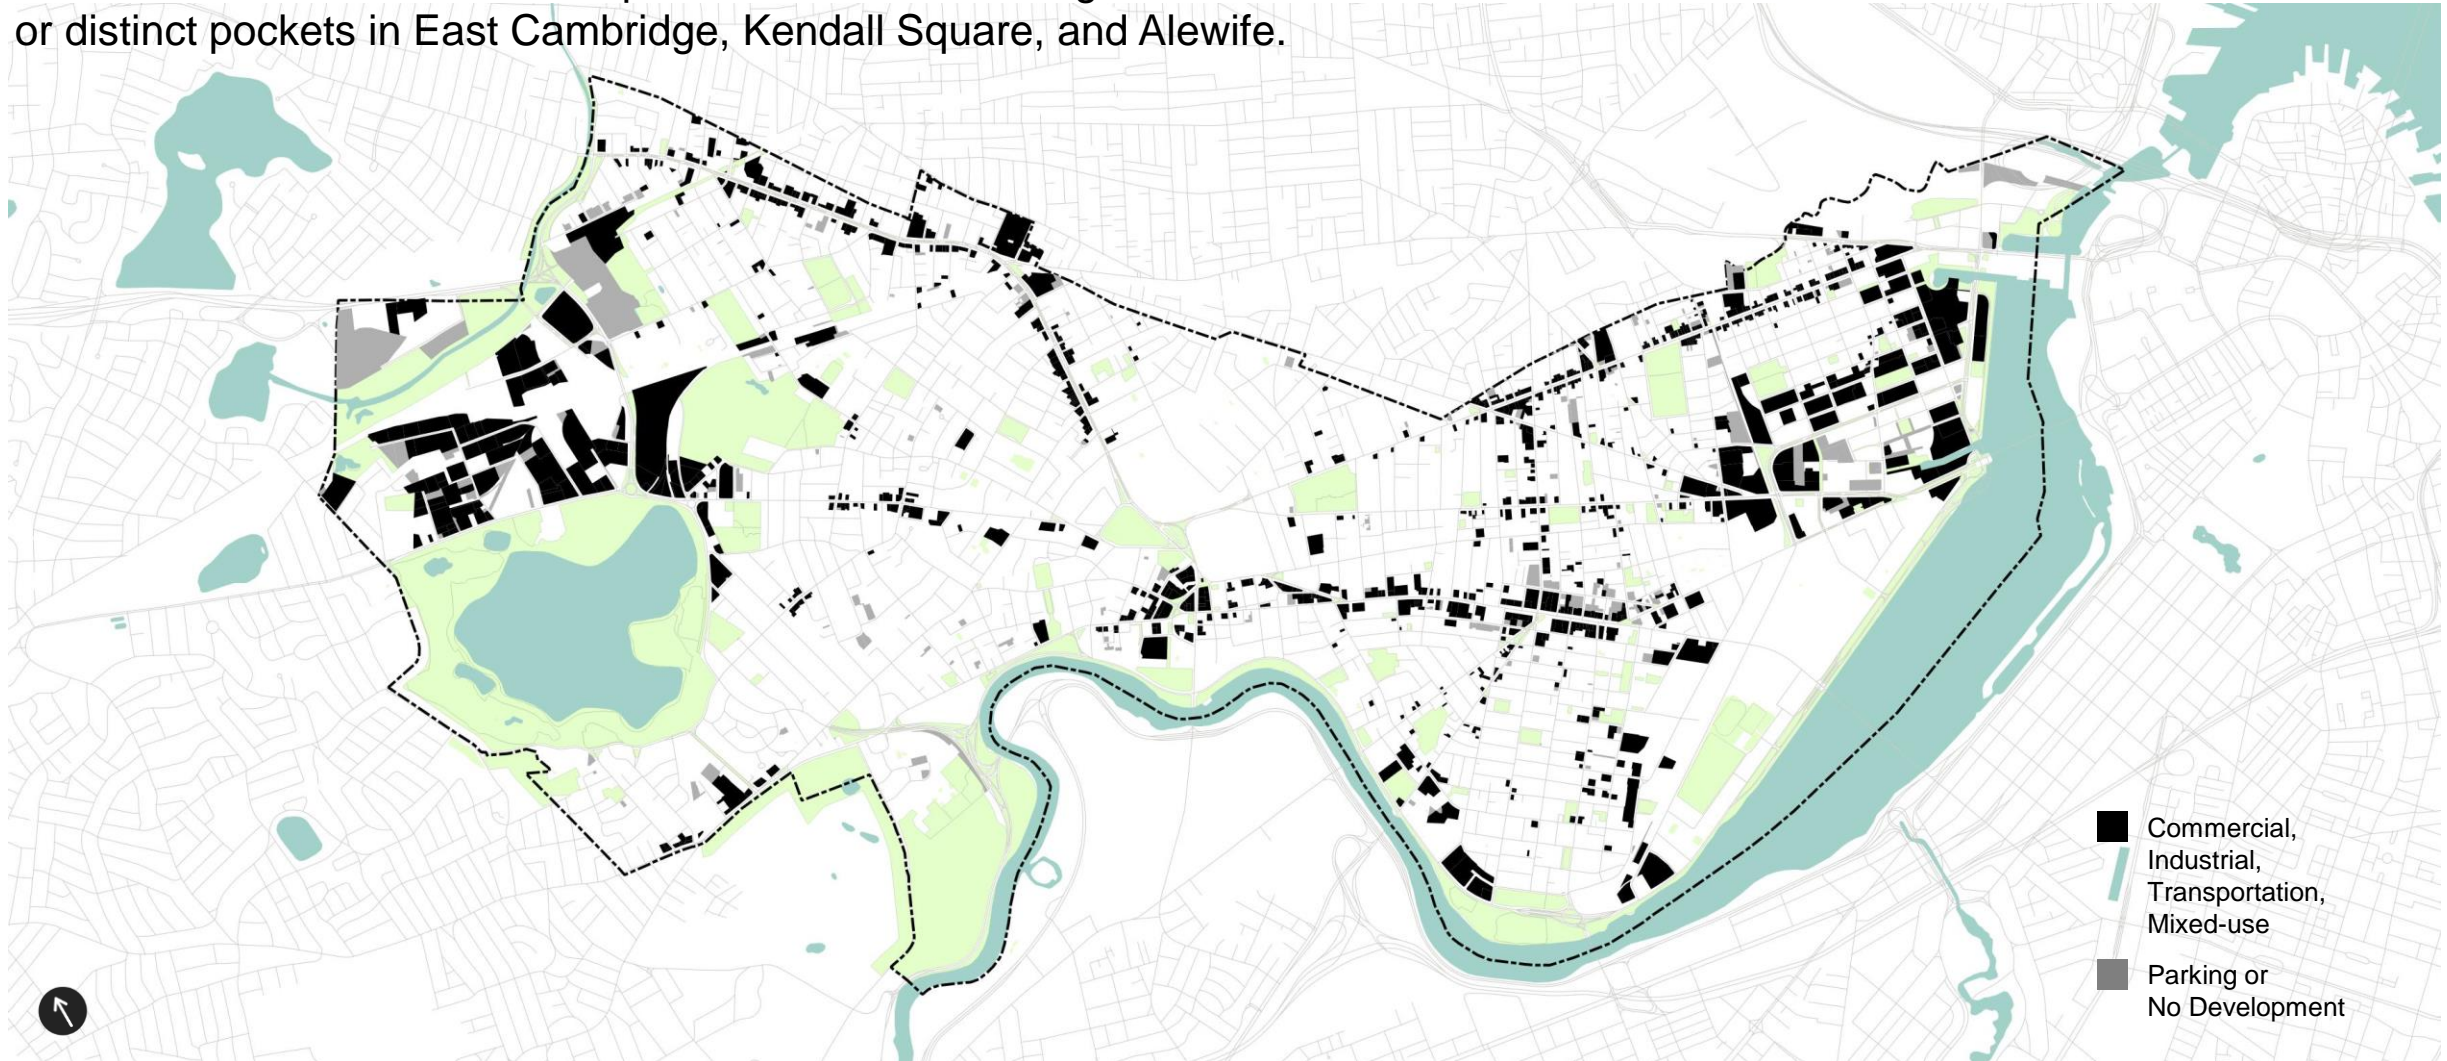 or distinct pockets in East Cambridge, Kendall Square, and Alewife.
Commercial,
Industrial,
Transportation,
Mixed-use
Parking or
No Development